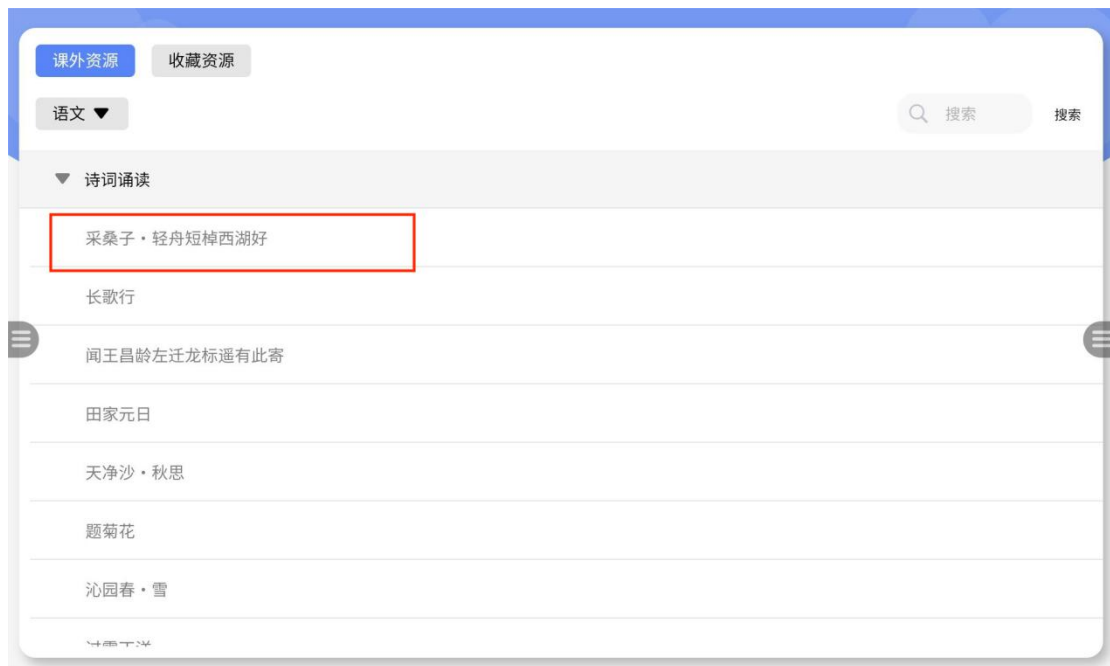 课外资源 收藏资源
语文 ▼ 搜索 搜索
▼ 诗词诵读
采桑子·轻舟短棹西湖好
长歌行
闻王昌龄左迁龙标遥有此寄
田家元日
天净沙·秋思
题菊花
沁园春·雪